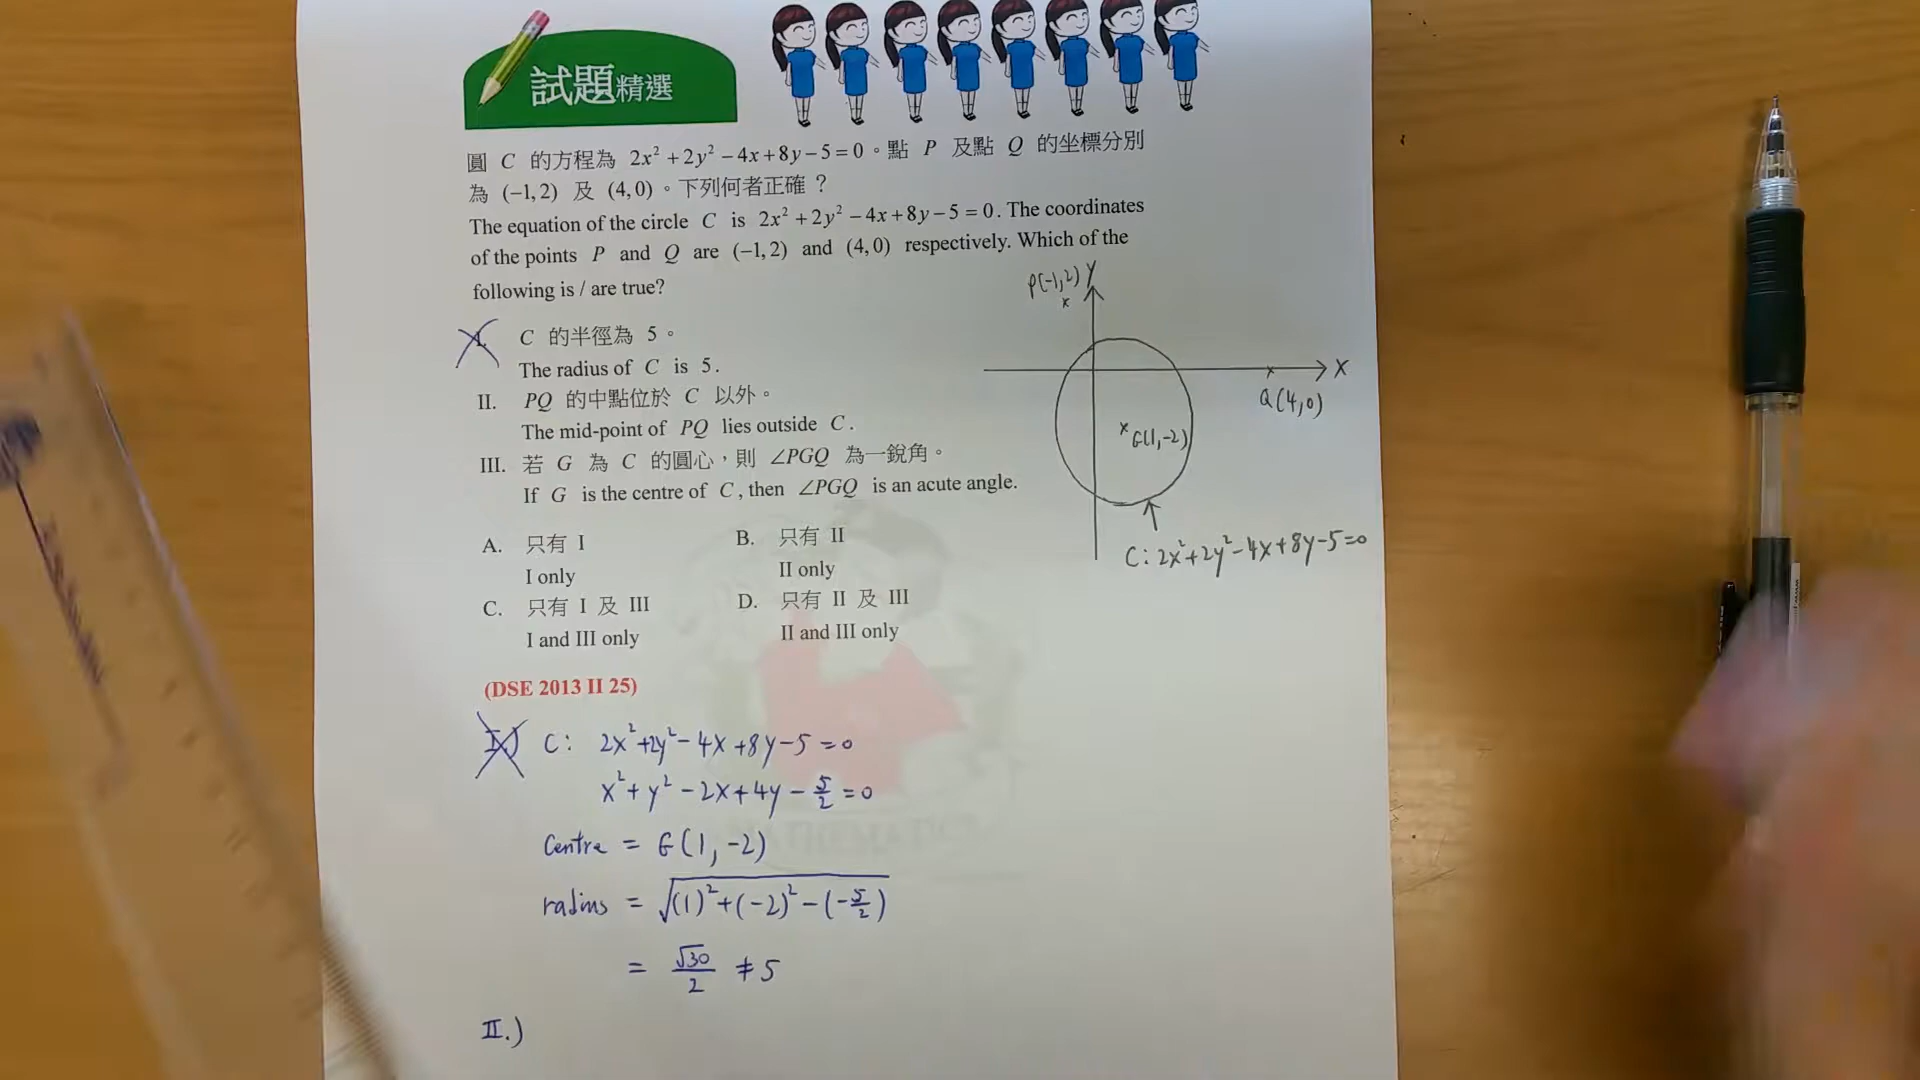 試題精選
圓 C 的方程為 2x² + 2y² − 4x + 8y − 5 = 0。點 P 及點 Q 的坐標分別
為 (−1, 2) 及 (4, 0)。下列何者正確？
The equation of the circle C is 2x² + 2y² − 4x + 8y − 5 = 0. The coordinates
of the points P and Q are (−1, 2) and (4, 0) respectively. Which of the
following is / are true?
I. C 的半徑為 5。
The radius of C is 5.
II. PQ 的中點位於 C 以外。
The mid-point of PQ lies outside C.
III. 若 G 為 C 的圓心，則 ∠PGQ 為一銳角。
If G is the centre of C, then ∠PGQ is an acute angle.
A. 只有 I
I only
B. 只有 II
II only
C. 只有 I 及 III
I and III only
D. 只有 II 及 III
II and III only
(DSE 2013 II 25)
P(-1,2)
Y
X
Q(4,0)
G(1,-2)
C: 2x²+2y²-4x+8y-5=0
I.) C: 2x²+2y²-4x+8y-5=0
x²+y²-2x+4y-5/2=0
Centre = G(1,-2)
radius = √((1)²+(-2)²-(-5/2))
= √30/2 ≠ 5
II.)